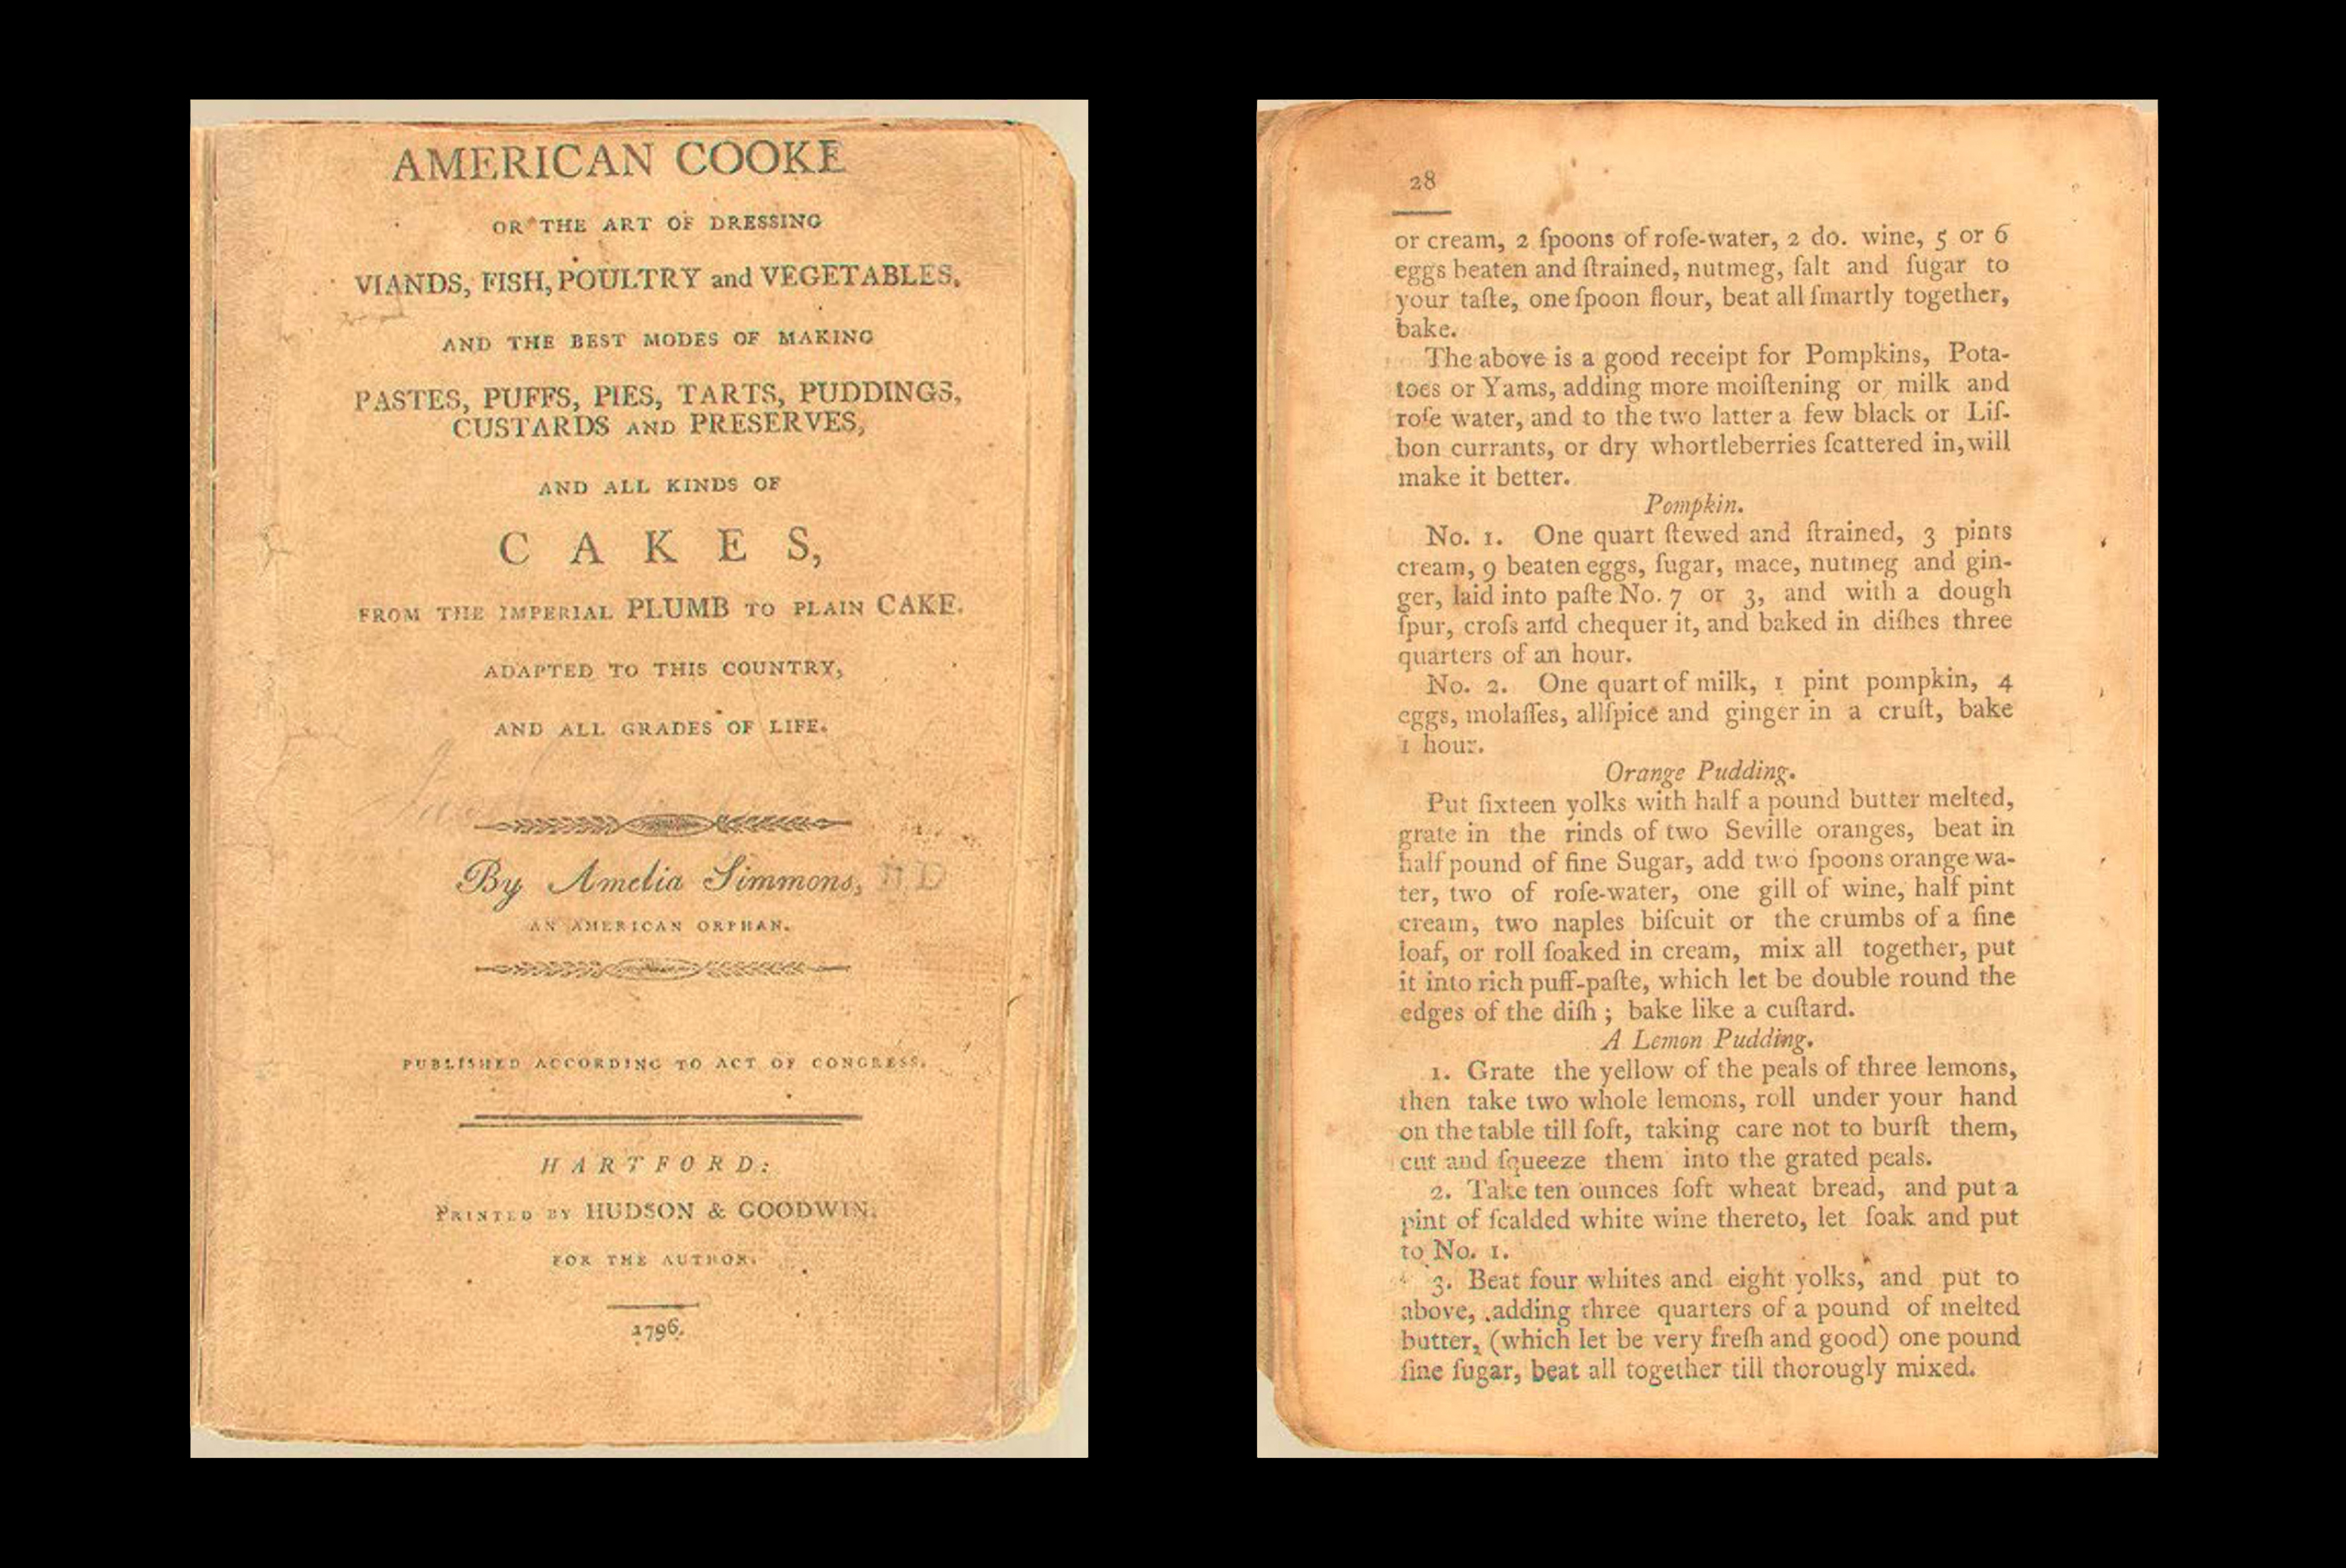 AMERICAN COOKE
OR THE ART OF DRESSING
VIANDS, FISH, POULTRY and VEGETABLES,
AND THE BEST MODES OF MAKING
PASTES, PUFFS, PIES, TARTS, PUDDINGS,
CUSTARDS AND PRESERVES,
AND ALL KINDS OF
CAKES,
FROM THE IMPERIAL PLUMB TO PLAIN CAKE.
ADAPTED TO THIS COUNTRY,
AND ALL GRADES OF LIFE.
By Amelia Simmons,
AN AMERICAN ORPHAN.
PUBLISHED ACCORDING TO ACT OF CONGRESS.
HARTFORD:
PRINTED BY HUDSON & GOODWIN.
FOR THE AUTHOR.
1796.
28
or cream, 2 ſpoons of roſe-water, 2 do. wine, 5 or 6
eggs beaten and ſtrained, nutmeg, ſalt and ſugar to
your taſte, one ſpoon flour, beat all ſmartly together,
bake.
The above is a good receipt for Pompkins, Pota-
toes or Yams, adding more moiſtening or milk and
roſe water, and to the two latter a few black or Liſ-
bon currants, or dry whortleberries ſcattered in, will
make it better.
Pompkin.
No. 1. One quart ſtewed and ſtrained, 3 pints
cream, 9 beaten eggs, ſugar, mace, nutmeg and gin-
ger, laid into paſte No. 7 or 3, and with a dough
ſpur, croſs and chequer it, and baked in diſhes three
quarters of an hour.
No. 2. One quart of milk, 1 pint pompkin, 4
eggs, molaſſes, allſpice and ginger in a cruſt, bake
1 hour.
Orange Pudding.
Put ſixteen yolks with half a pound butter melted,
grate in the rinds of two Seville oranges, beat in
half pound of fine Sugar, add two ſpoons orange wa-
ter, two of roſe-water, one gill of wine, half pint
cream, two naples biſcuit or the crumbs of a fine
loaf, or roll ſoaked in cream, mix all together, put
it into rich puff-paſte, which let be double round the
edges of the diſh ; bake like a cuſtard.
A Lemon Pudding.
1. Grate the yellow of the peals of three lemons,
then take two whole lemons, roll under your hand
on the table till ſoft, taking care not to burſt them,
cut and ſqueeze them into the grated peals.
2. Take ten ounces ſoft wheat bread, and put a
pint of ſcalded white wine thereto, let ſoak and put
to No. 1.
3. Beat four whites and eight yolks, and put to
above, adding three quarters of a pound of melted
butter, (which let be very freſh and good) one pound
fine ſugar, beat all together till thorougly mixed.